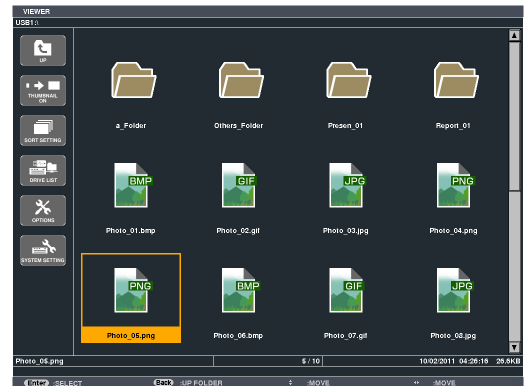 VIEWER
USB1:\
UP
THUMBNAIL
ON
SORT SETTING
DRIVE LIST
OPTIONS
SYSTEM SETTING
a_Folder Others_Folder Presen_01 Report_01
BMP GIF JPG PNG
Photo_01.bmp Photo_02.gif Photo_03.jpg Photo_04.png
PNG BMP GIF JPG
Photo_05.png Photo_06.bmp Photo_07.gif Photo_08.jpg
Photo_05.png 5 / 10 10/02/2011 04:26:16 26.6KB
Enter :SELECT Back :UP FOLDER :MOVE :MOVE